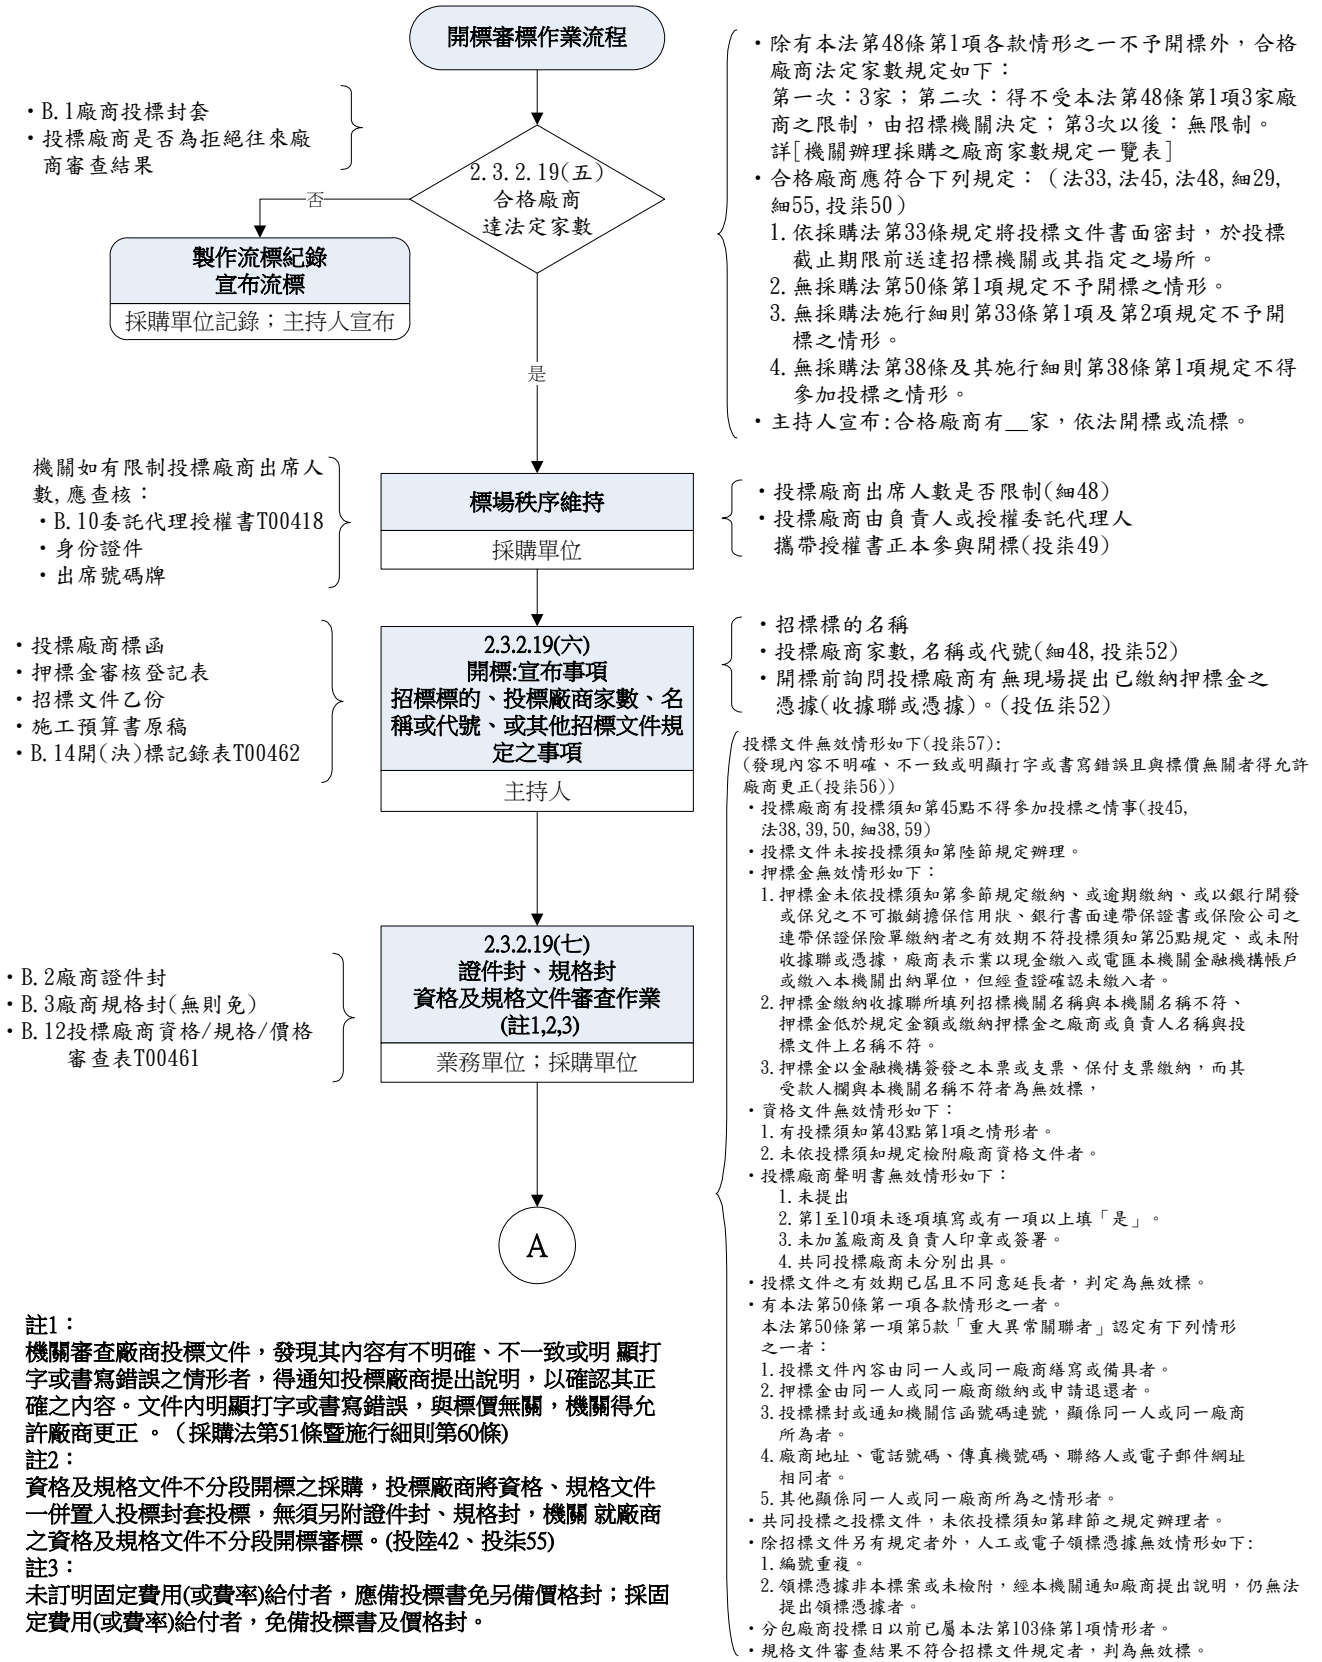 開標審標作業流程
・B.1廠商投標封套
・投標廠商是否為拒絕往來廠
商審查結果
2.3.2.19(五)
合格廠商
達法定家數
否
製作流標紀錄
宣布流標
採購單位記錄；主持人宣布
是
・除有本法第48條第1項各款情形之一不予開標外，合格
廠商法定家數規定如下：
第一次：3家；第二次：得不受本法第48條第1項3家廠
商之限制，由招標機關決定；第3次以後：無限制。
詳[機關辦理採購之廠商家數規定一覽表]
・合格廠商應符合下列規定：（法33,法45,法48,細29,
細55,投柒50）
1.依採購法第33條規定將投標文件書面密封，於投標
截止期限前送達招標機關或其指定之場所。
2.無採購法第50條第1項規定不予開標之情形。
3.無採購法施行細則第33條第1項及第2項規定不予開
標之情形。
4.無採購法第38條及其施行細則第38條第1項規定不得
參加投標之情形。
・主持人宣布:合格廠商有__家，依法開標或流標。
機關如有限制投標廠商出席人
數,應查核：
・B.10委託代理授權書T00418
・身份證件
・出席號碼牌
標場秩序維持
採購單位
・投標廠商出席人數是否限制(細48)
・投標廠商由負責人或授權委託代理人
攜帶授權書正本參與開標(投柒49)
・投標廠商標函
・押標金審核登記表
・招標文件乙份
・施工預算書原稿
・B.14開(決)標記錄表T00462
2.3.2.19(六)
開標:宣布事項
招標標的、投標廠商家數、名
稱或代號、或其他招標文件規
定之事項
主持人
・招標標的名稱
・投標廠商家數,名稱或代號(細48,投柒52)
・開標前詢問投標廠商有無現場提出已繳納押標金之
憑據(收據聯或憑據)。(投伍柒52)
・B.2廠商證件封
・B.3廠商規格封(無則免)
・B.12投標廠商資格/規格/價格
審查表T00461
2.3.2.19(七)
證件封、規格封
資格及規格文件審查作業
(註1,2,3)
業務單位；採購單位
A
投標文件無效情形如下(投柒57):
(發現內容不明確、不一致或明顯打字或書寫錯誤且與標價無關者得允許
廠商更正(投柒56))
・投標廠商有投標須知第45點不得參加投標之情事(投45,
法38,39,50,細38,59)
・投標文件未按投標須知第陸節規定辦理。
・押標金無效情形如下：
1.押標金未依投標須知第參節規定繳納、或逾期繳納、或以銀行開發
或保兌之不可撤銷擔保信用狀、銀行書面連帶保證書或保險公司之
連帶保證保險單繳納者之有效期不符投標須知第25點規定、或未附
收據聯或憑據，廠商表示業以現金繳入或電匯本機關金融機構帳戶
或繳入本機關出納單位，但經查證確認未繳入者。
2.押標金繳納收據聯所填列招標機關名稱與本機關名稱不符、
押標金低於規定金額或繳納押標金之廠商或負責人名稱與投
標文件上名稱不符。
3.押標金以金融機構簽發之本票或支票、保付支票繳納，而其
受款人欄與本機關名稱不符者為無效標，
・資格文件無效情形如下：
1.有投標須知第43點第1項之情形者。
2.未依投標須知規定檢附廠商資格文件者。
・投標廠商聲明書無效情形如下：
1.未提出
2.第1至10項未逐項填寫或有一項以上填「是」。
3.未加蓋廠商及負責人印章或簽署。
4.共同投標廠商未分別出具。
・投標文件之有效期已屆且不同意延長者，判定為無效標。
・有本法第50條第一項各款情形之一者。
本法第50條第一項第5款「重大異常關聯者」認定有下列情形
之一者：
1.投標文件內容由同一人或同一廠商繕寫或備具者。
2.押標金由同一人或同一廠商繳納或申請退還者。
3.投標標封或通知機關信函號碼連號，顯係同一人或同一廠商
所為者。
4.廠商地址、電話號碼、傳真機號碼、聯絡人或電子郵件網址
相同者。
5.其他顯係同一人或同一廠商所為之情形者。
・共同投標之投標文件，未依投標須知第肆節之規定辦理者。
・除招標文件另有規定者外，人工或電子領標憑據無效情形如下:
1.編號重複。
2.領標憑據非本標案或未檢附，經本機關通知廠商提出說明，仍無法
提出領標憑據者。
・分包廠商投標日以前已屬本法第103條第1項情形者。
・規格文件審查結果不符合招標文件規定者，判為無效標。
註1：
機關審查廠商投標文件，發現其內容有不明確、不一致或明 顯打
字或書寫錯誤之情形者，得通知投標廠商提出說明，以確認其正
確之內容。文件內明顯打字或書寫錯誤，與標價無關，機關得允
許廠商更正 。（採購法第51條暨施行細則第60條)
註2：
資格及規格文件不分段開標之採購，投標廠商將資格、規格文件
一併置入投標封套投標，無須另附證件封、規格封，機關 就廠商
之資格及規格文件不分段開標審標。(投陸42、投柒55)
註3：
未訂明固定費用(或費率)給付者，應備投標書免另備價格封；採固
定費用(或費率)給付者，免備投標書及價格封。